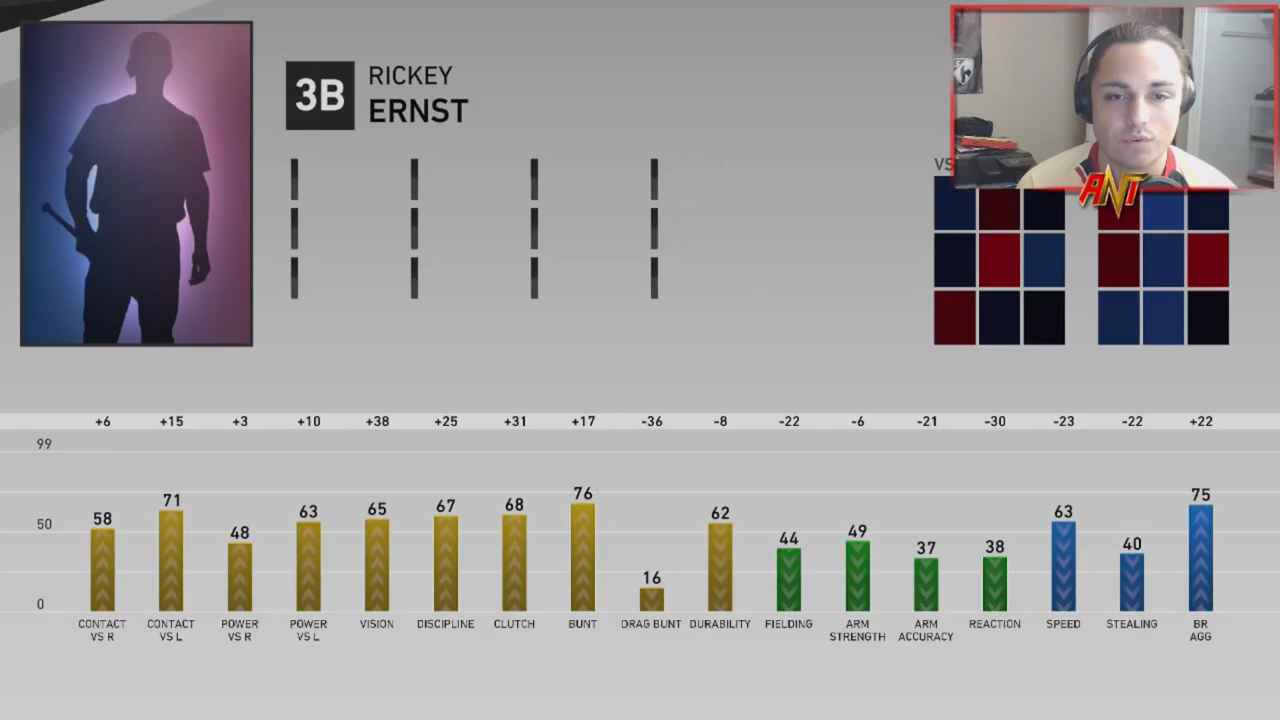 3B
RICKEY
ERNST
VS
ANT
+6 +15 +3 +10 +38 +25 +31 +17 -36 -8 -22 -6 -21 -30 -23 -22 +22
99
50
0
58 71 48 63 65 67 68 76 16 62 44 49 37 38 63 40 75
CONTACT VS R
CONTACT VS L
POWER VS R
POWER VS L
VISION
DISCIPLINE
CLUTCH
BUNT
DRAG BUNT
DURABILITY
FIELDING
ARM STRENGTH
ARM ACCURACY
REACTION
SPEED
STEALING
BR AGG